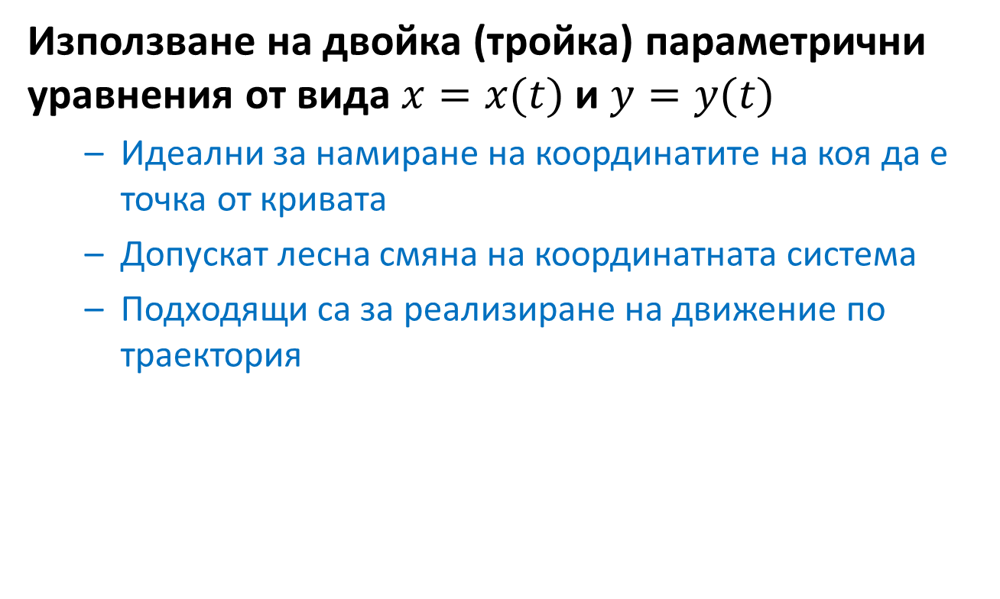 Използване на двойка (тройка) параметрични
уравнения от вида x = x(t) и y = y(t)
– Идеални за намиране на координатите на коя да е
точка от кривата
– Допускат лесна смяна на координатната система
– Подходящи са за реализиране на движение по
траектория